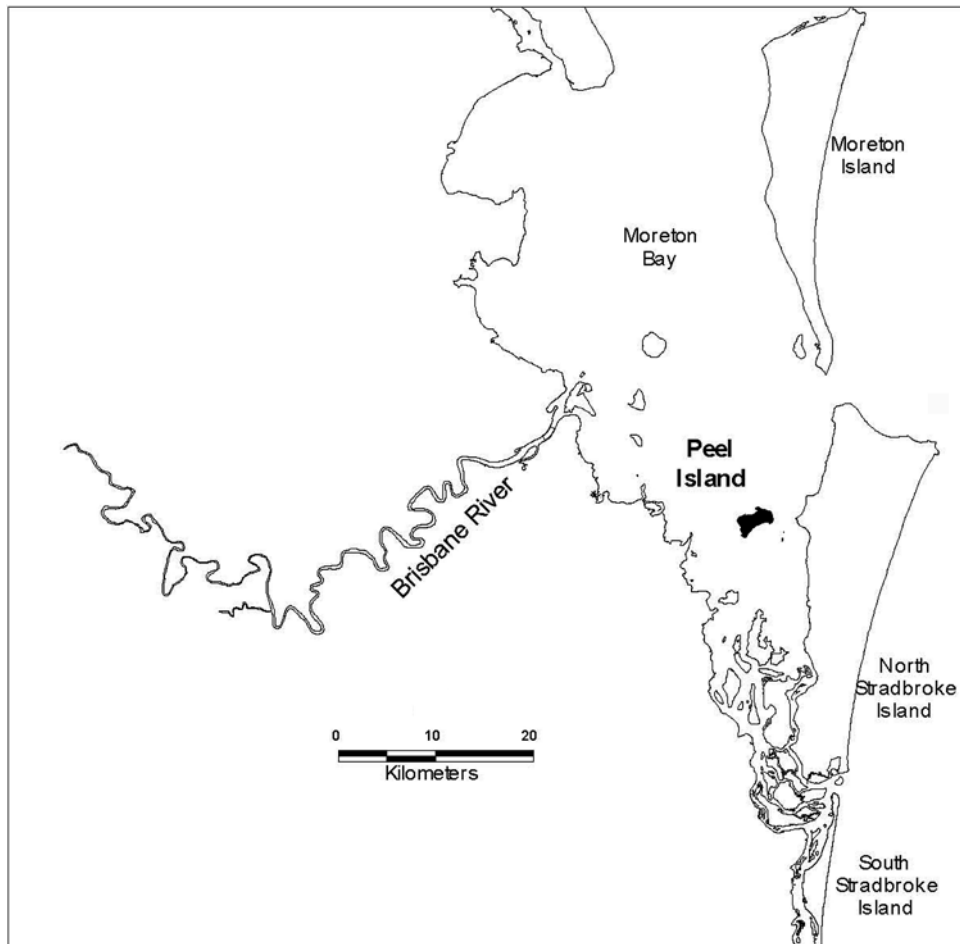 Moreton
Island
Moreton
Bay
Peel
Island
Brisbane River
North
Stradbroke
Island
0 10 20
Kilometers
South
Stradbroke
Island